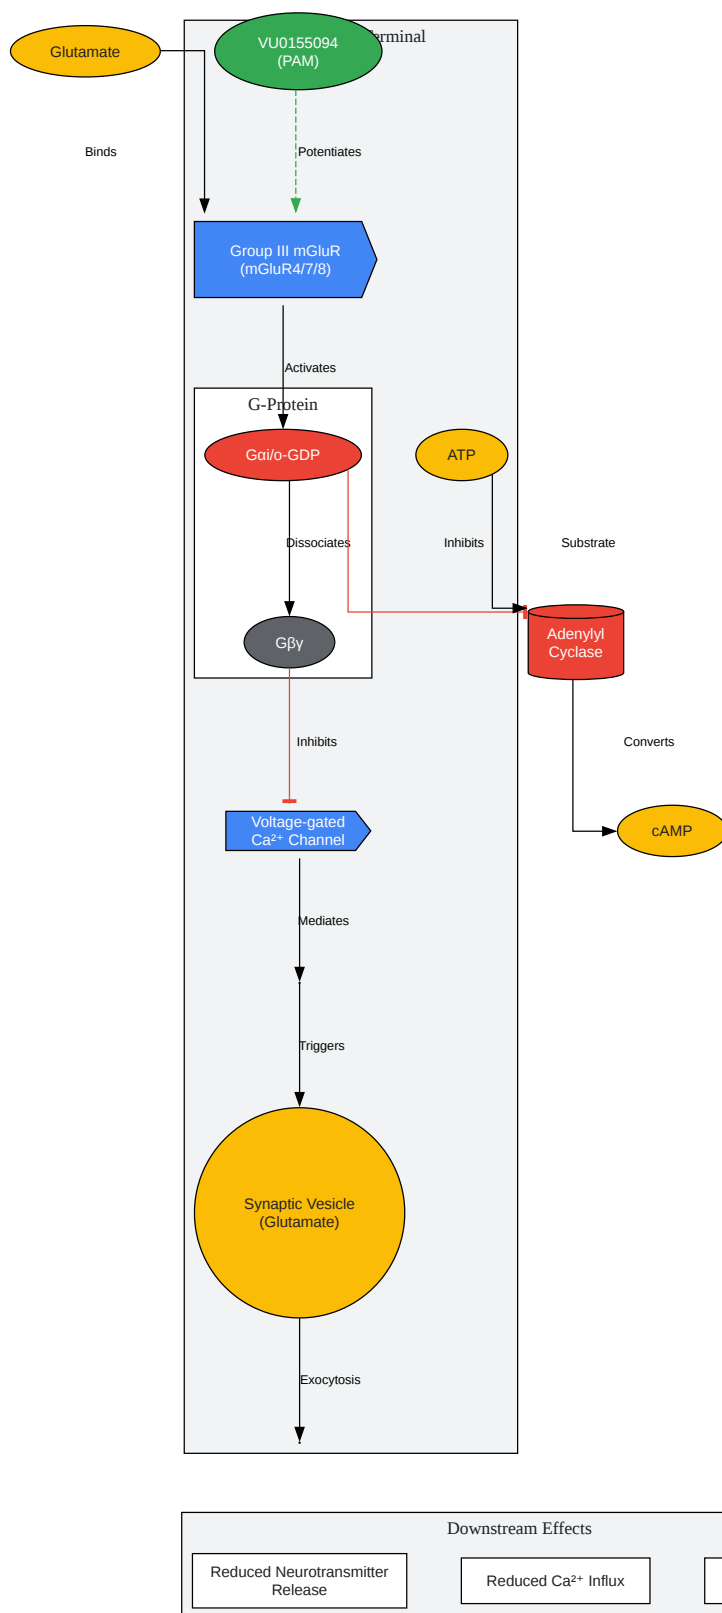 Glutamate
VU0155094
(PAM)
Binds
Potentiates
Group III mGluR
(mGluR4/7/8)
Activates
G-Protein
Gαi/o-GDP
ATP
Dissociates
Inhibits
Substrate
Adenylyl
Cyclase
Gβγ
Inhibits
Converts
Voltage-gated
Ca²⁺ Channel
cAMP
Mediates
Triggers
Synaptic Vesicle
(Glutamate)
Exocytosis
Downstream Effects
Reduced Neurotransmitter
Release
Reduced Ca²⁺ Influx